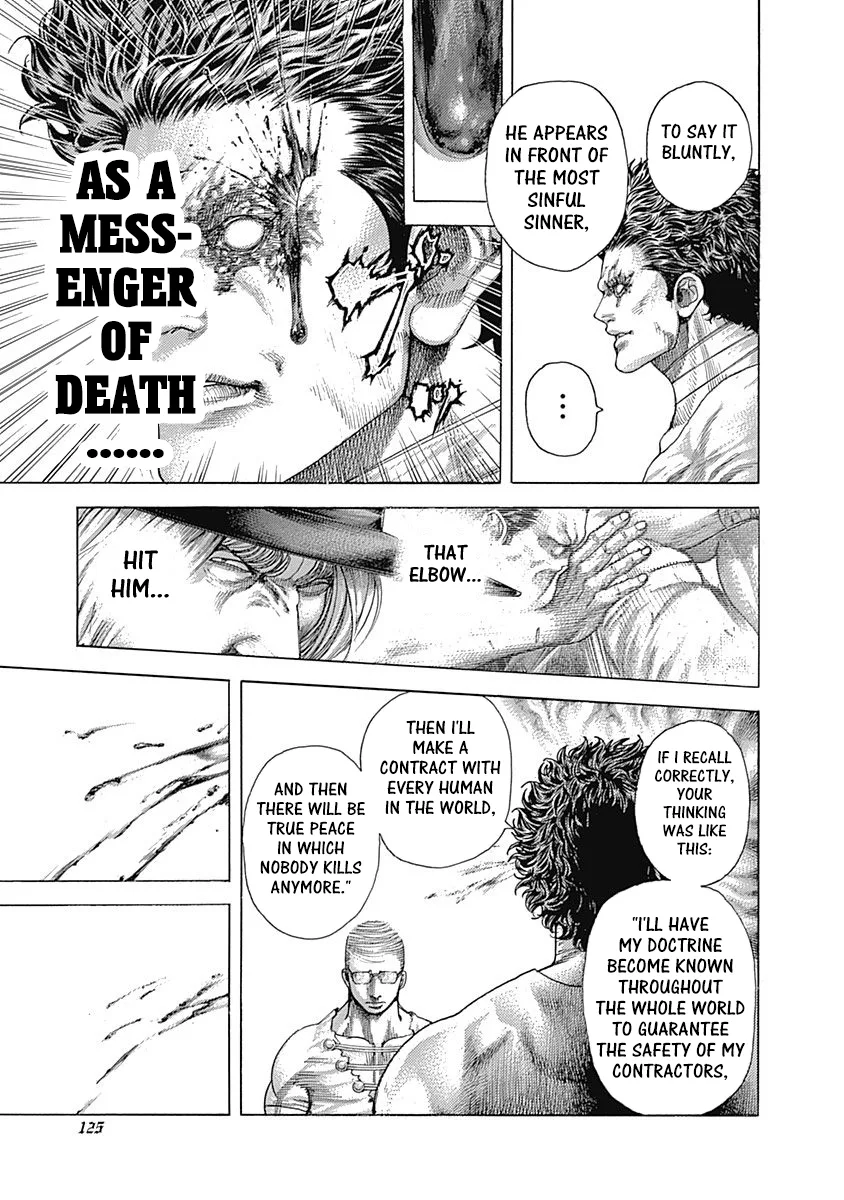 TO SAY IT
BLUNTLY,
HE APPEARS
IN FRONT OF
THE MOST
SINFUL
SINNER,
...
AS A
MESS-
ENGER
OF
DEATH
......
THAT
ELBOW...
HIT
HIM...
IF I RECALL
CORRECTLY,
YOUR
THINKING
WAS LIKE
THIS:
"I'LL HAVE
MY DOCTRINE
BECOME KNOWN
THROUGHOUT
THE WHOLE WORLD
TO GUARANTEE
THE SAFETY OF MY
CONTRACTORS,
THEN I'LL
MAKE A
CONTRACT WITH
EVERY HUMAN
IN THE WORLD,
AND THEN
THERE WILL BE
TRUE PEACE
IN WHICH
NOBODY KILLS
ANYMORE."
125